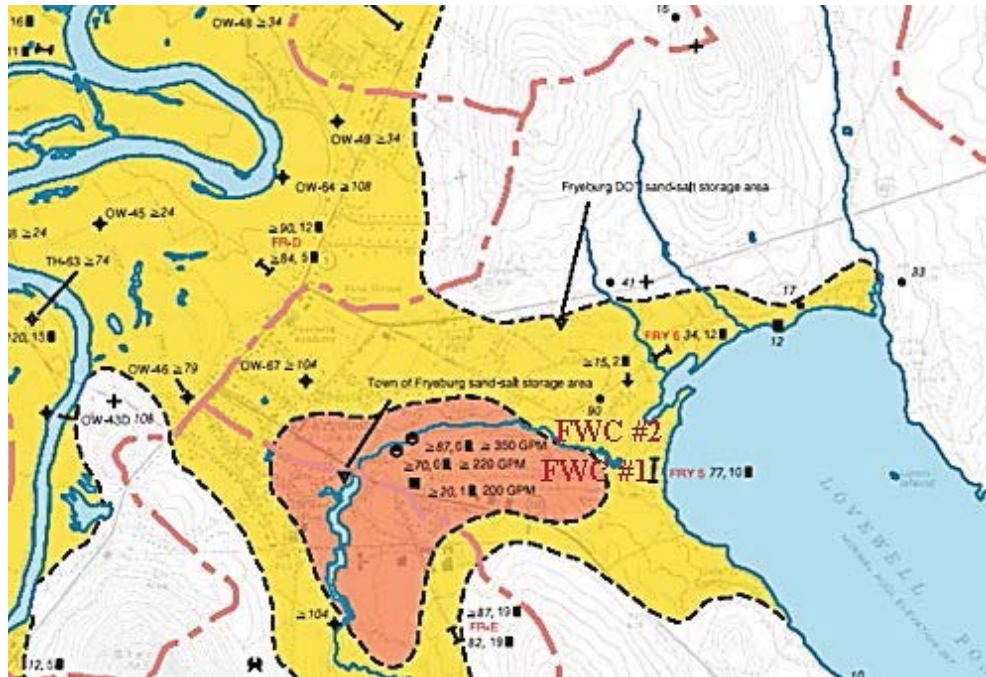 16
OW-48 ≥34
16
11
OW-49 ≥34
OW-64 ≥108
Fryeburg DOT sand-salt storage area
OW-45 ≥24
≥90, 12
FR-D
≥84, 5
≥24
TH-63 ≥74
41
33
17
FRY 6 34, 12
12
120, 13
≥15, 2
OW-46 ≥79
OW-67 ≥104
Town of Fryeburg sand-salt storage area
90
OW-43D 108
FWC #2
≥87, 0 ≥350 GPM
≥70, 0 ≥220 GPM
FWC #1
FRY 5 77, 10
≥20, 1 200 GPM
LOVEWELL
≥104
≥87, 19
FR-E
82, 19
12, 5
10